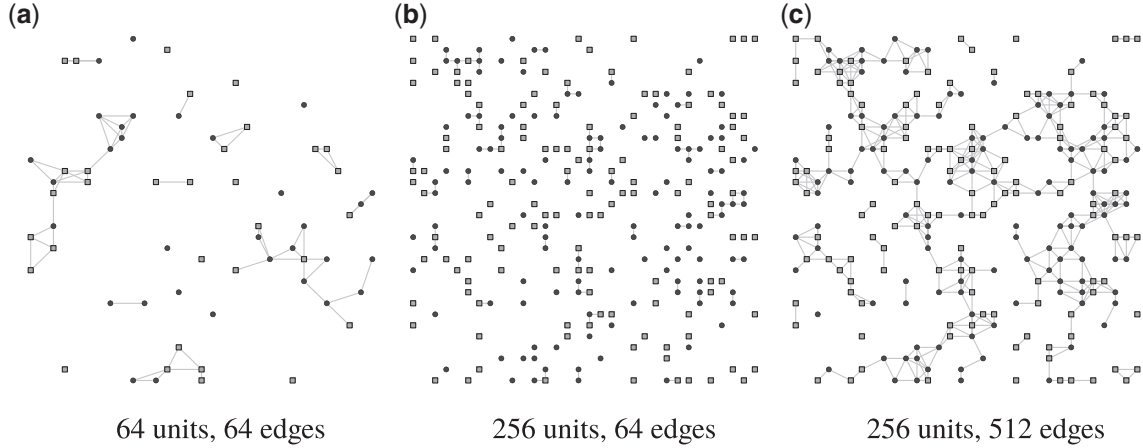 (a)
(b)
(c)
64 units, 64 edges
256 units, 64 edges
256 units, 512 edges